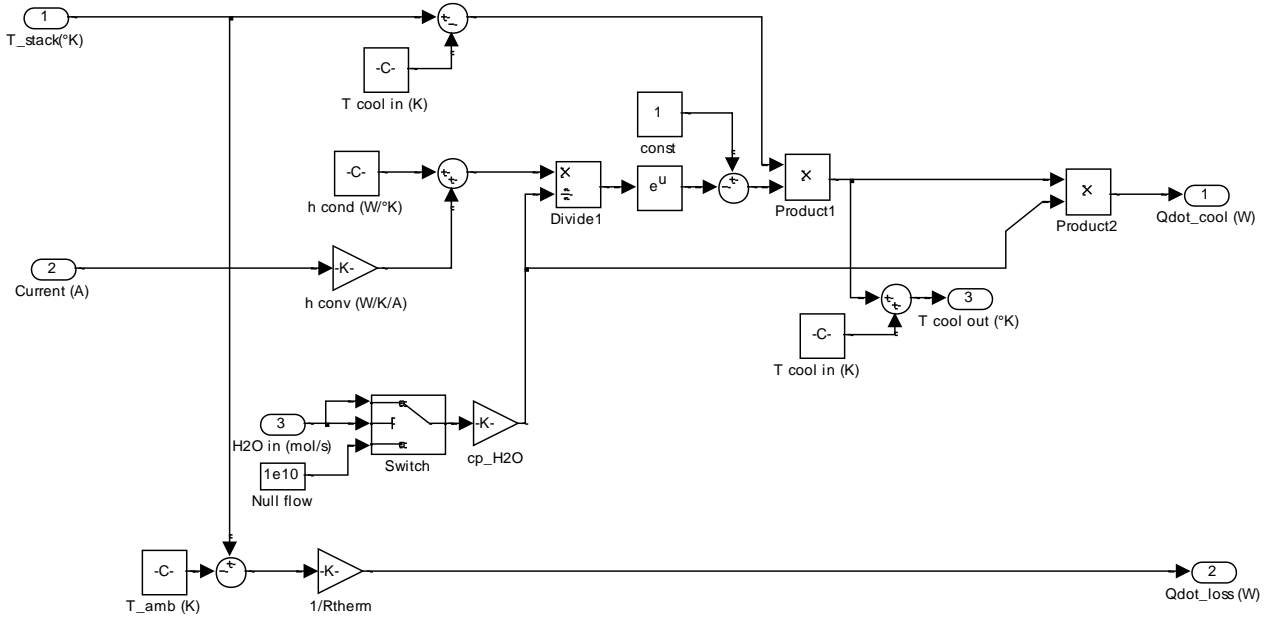 1
T_stack(°K)
-C-
T cool in (K)
1
const
-C-
h cond (W/°K)
Divide1
e^u
Product1
Product2
1
Qdot_cool (W)
2
Current (A)
-K-
h conv (W/K/A)
3
T cool out (°K)
-C-
T cool in (K)
3
H2O in (mol/s)
Switch
-K-
cp_H2O
1e10
Null flow
-C-
T_amb (K)
-K-
1/Rtherm
2
Qdot_loss (W)